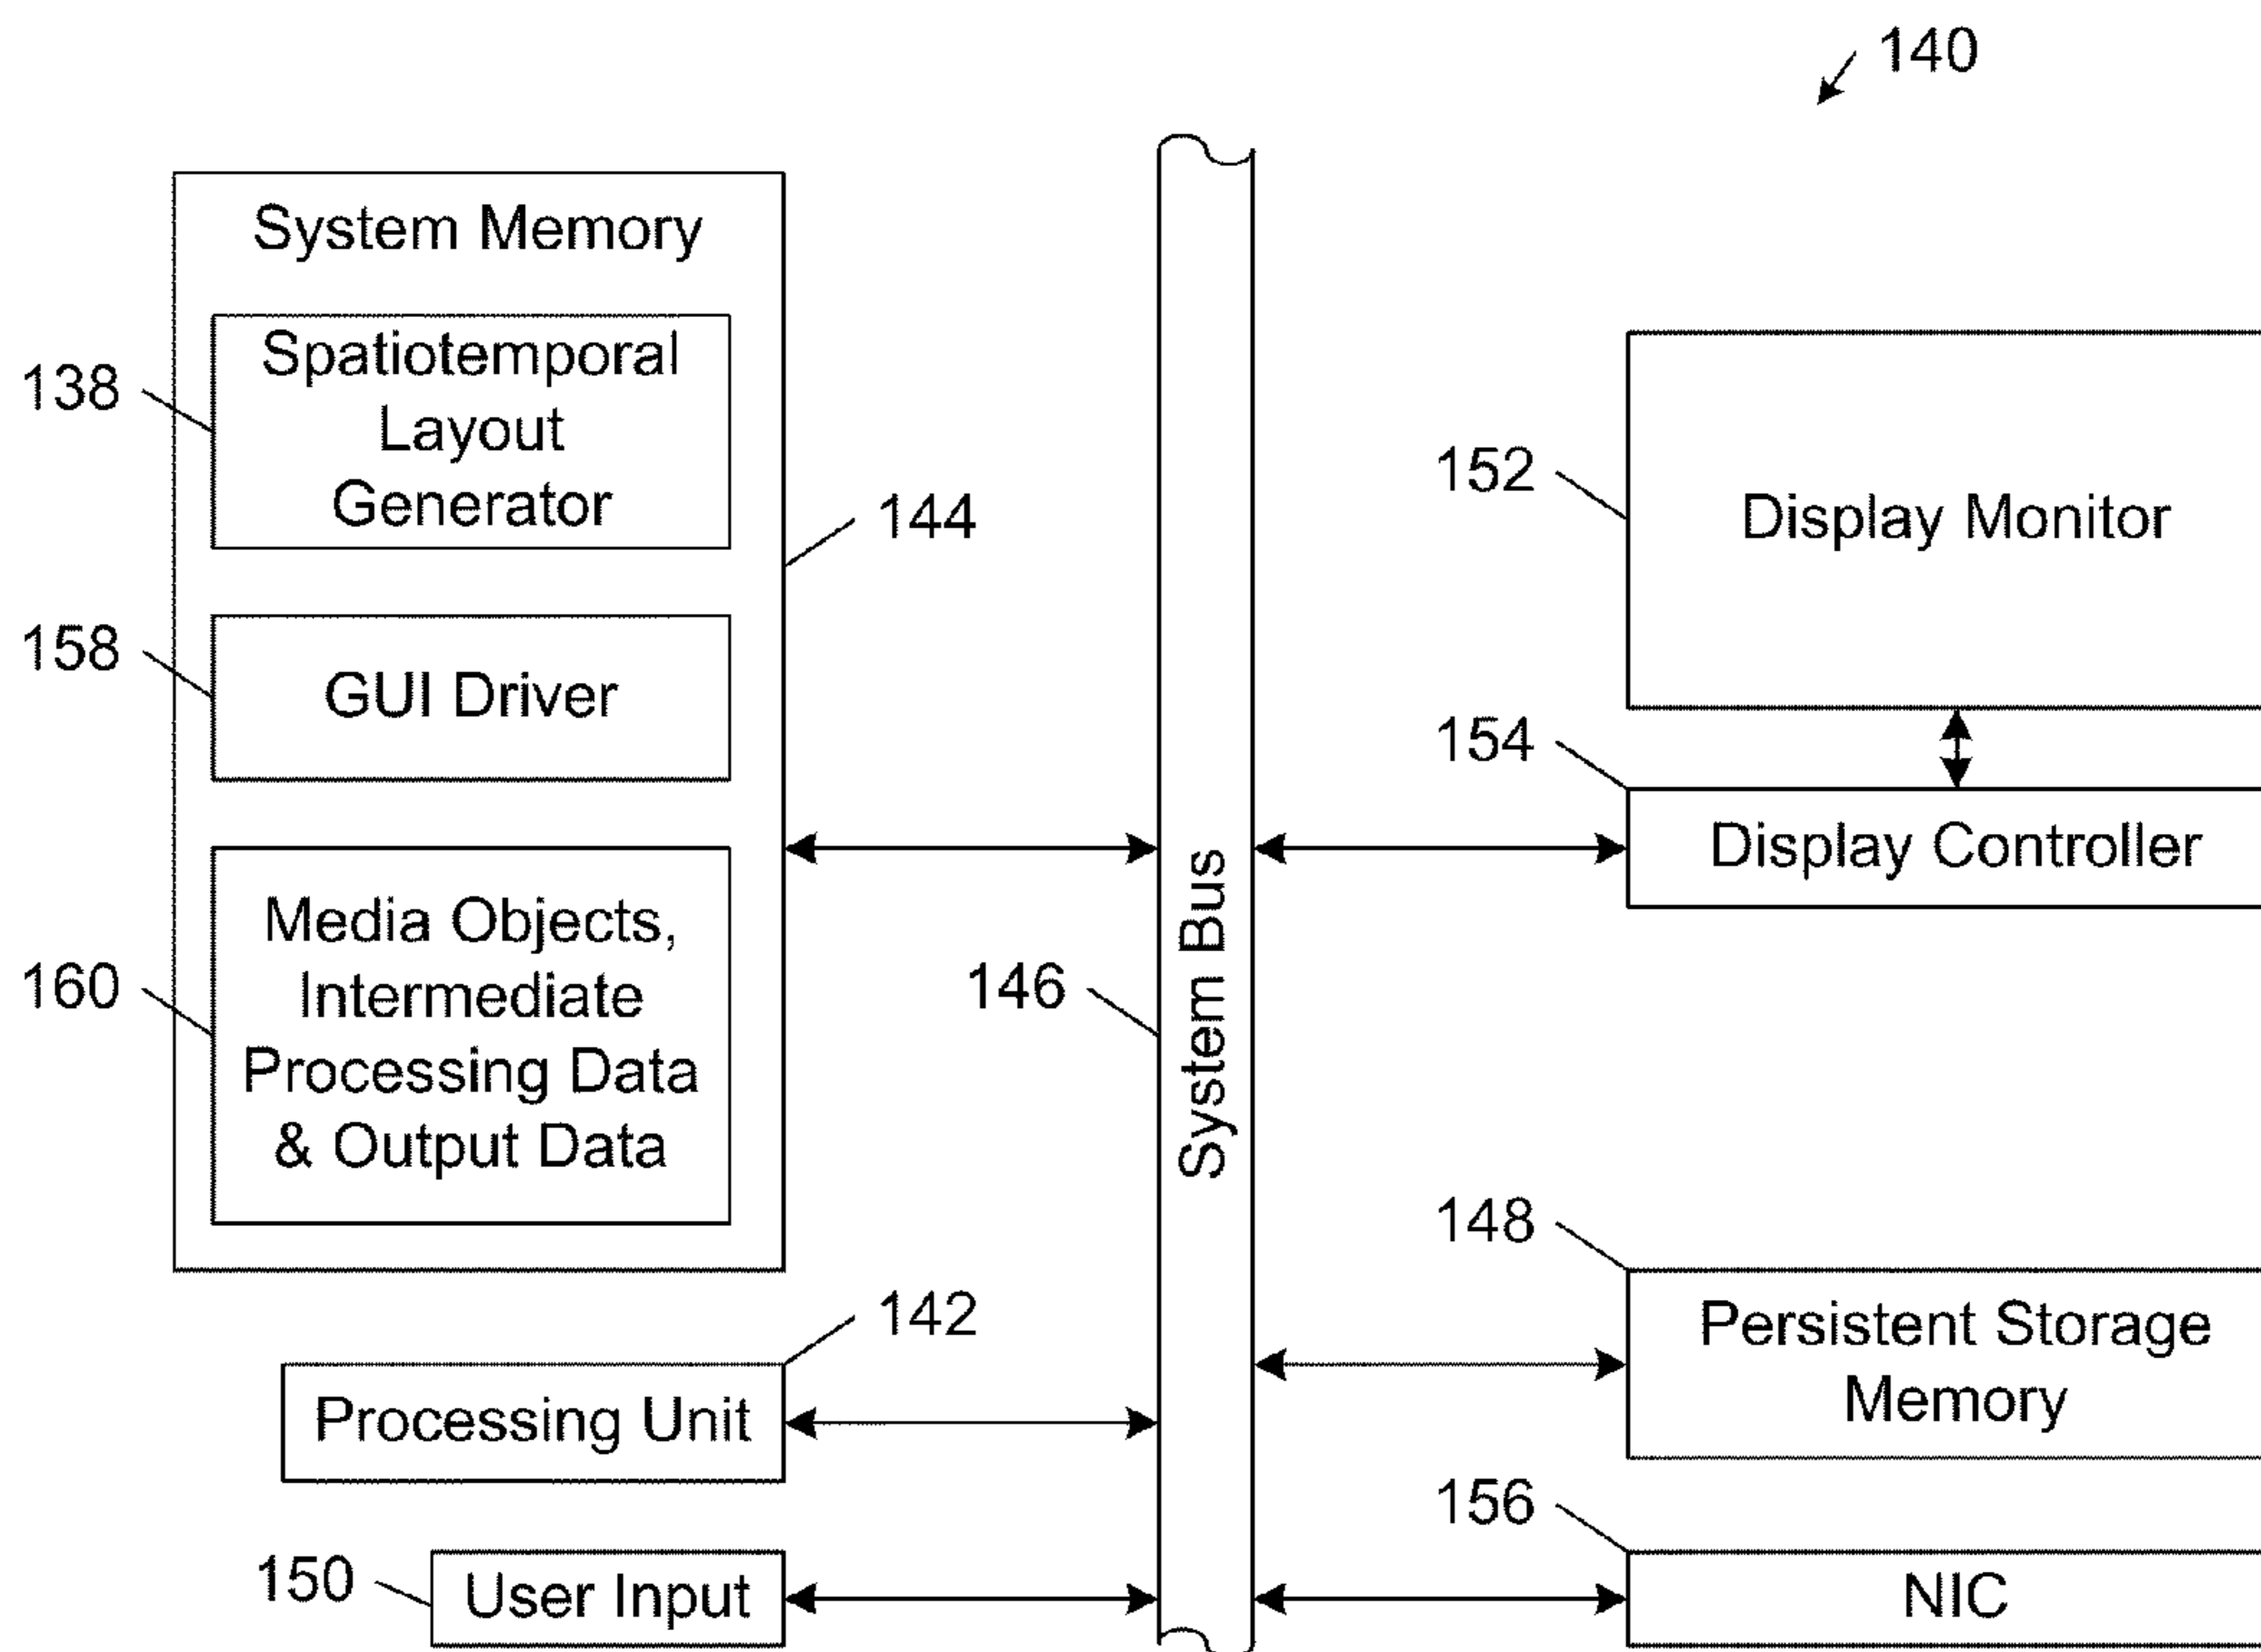 140
System Memory
138
Spatiotemporal
Layout
Generator
144
158
GUI Driver
160
Media Objects,
Intermediate
Processing Data
& Output Data
142
Processing Unit
150
User Input
146
System Bus
152
Display Monitor
154
Display Controller
148
Persistent Storage
Memory
156
NIC